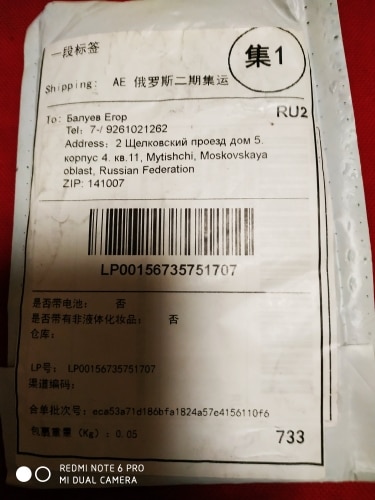 一段标签
集1
Shipping: AE 俄罗斯二期集运
RU2
To: Балуев Егор
Tel: 7-/ 9261021262
Address: 2 Щелковский проезд дом 5.
корпус 4. кв.11, Mytishchi, Moskovskaya
oblast, Russian Federation
ZIP: 141007
LP00156735751707
是否带电池: 否
是否带有非液体化妆品: 否
仓库:
LP号: LP00156735751707
渠道编码:
合单批次号: eca53a71d186bfa1824a57e4156110f6
包裹重量 (Kg): 0.05
733
REDMI NOTE 6 PRO
MI DUAL CAMERA